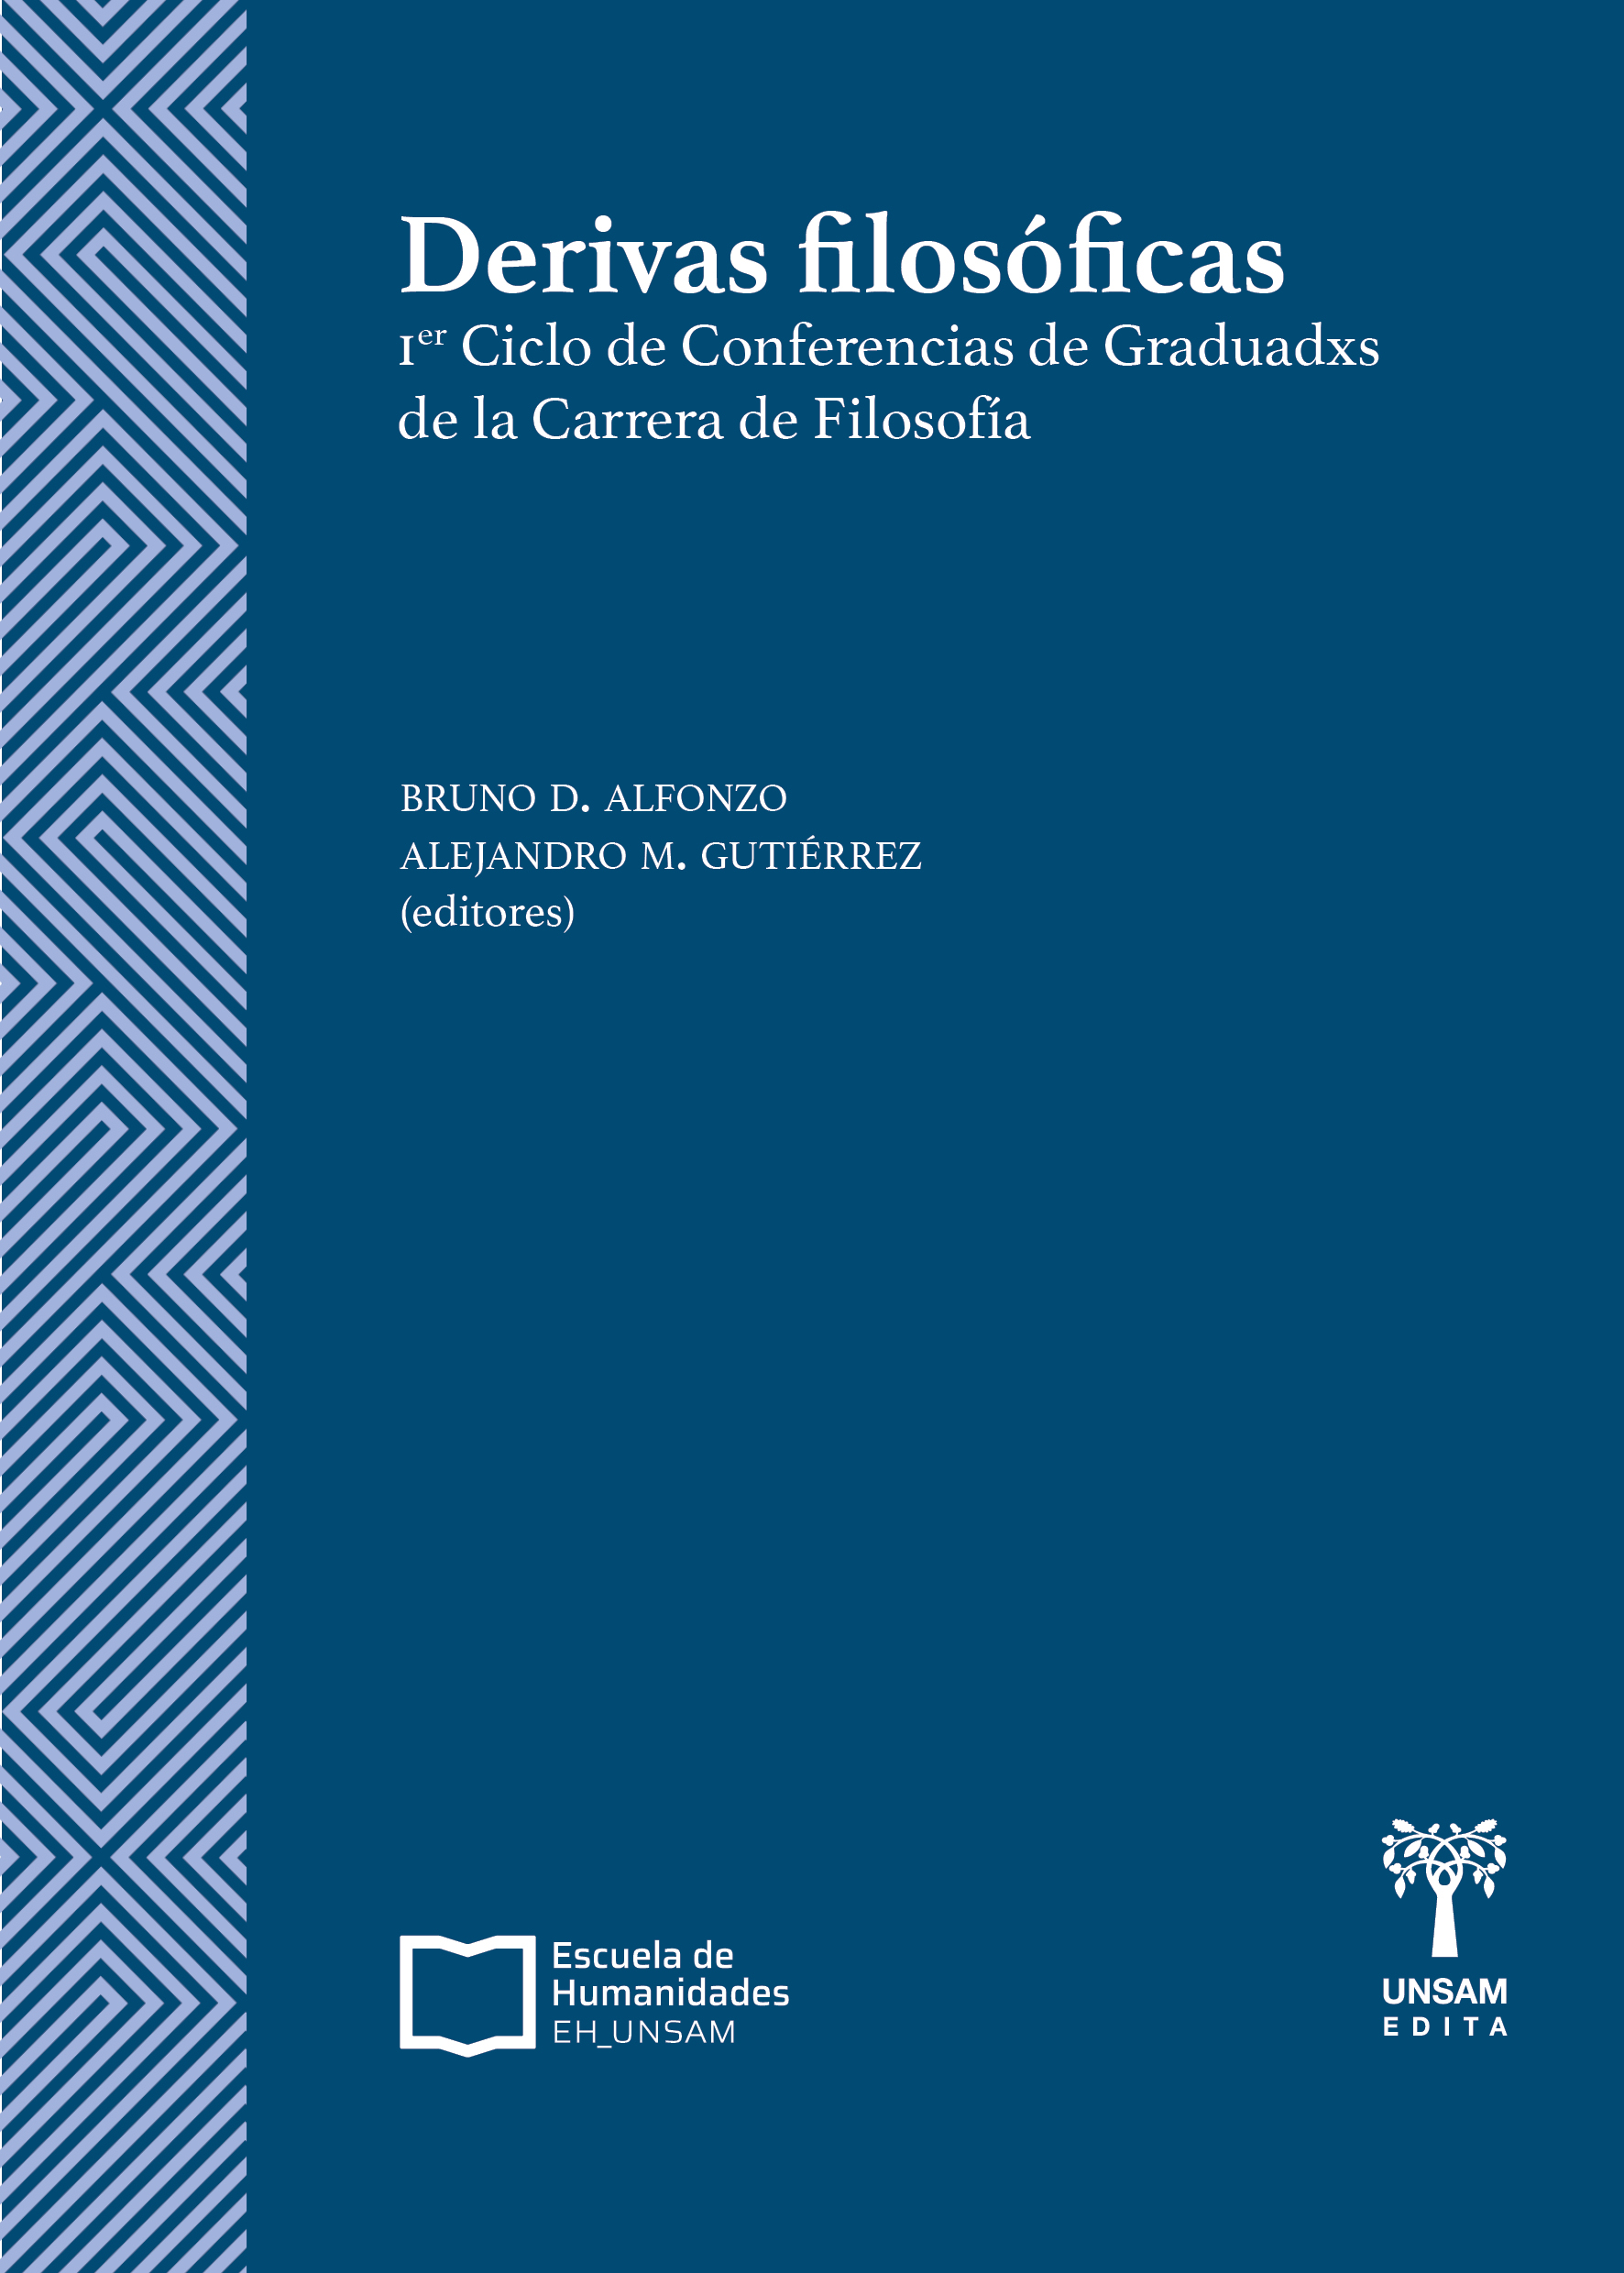 Derivas filosóficas
1er Ciclo de Conferencias de Graduadxs
de la Carrera de Filosofía
BRUNO D. ALFONZO
ALEJANDRO M. GUTIÉRREZ
(editores)
Escuela de
Humanidades
EH_UNSAM
UNSAM
EDITA